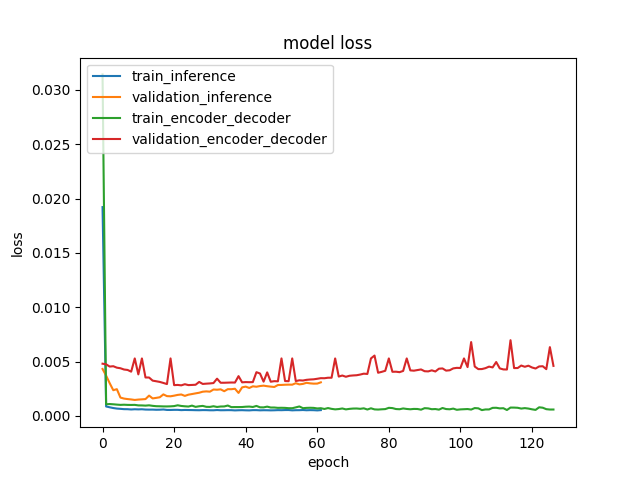 model loss
train_inference
validation_inference
train_encoder_decoder
validation_encoder_decoder
0.030
0.025
0.020
0.015
0.010
0.005
0.000
loss
0 20 40 60 80 100 120
epoch